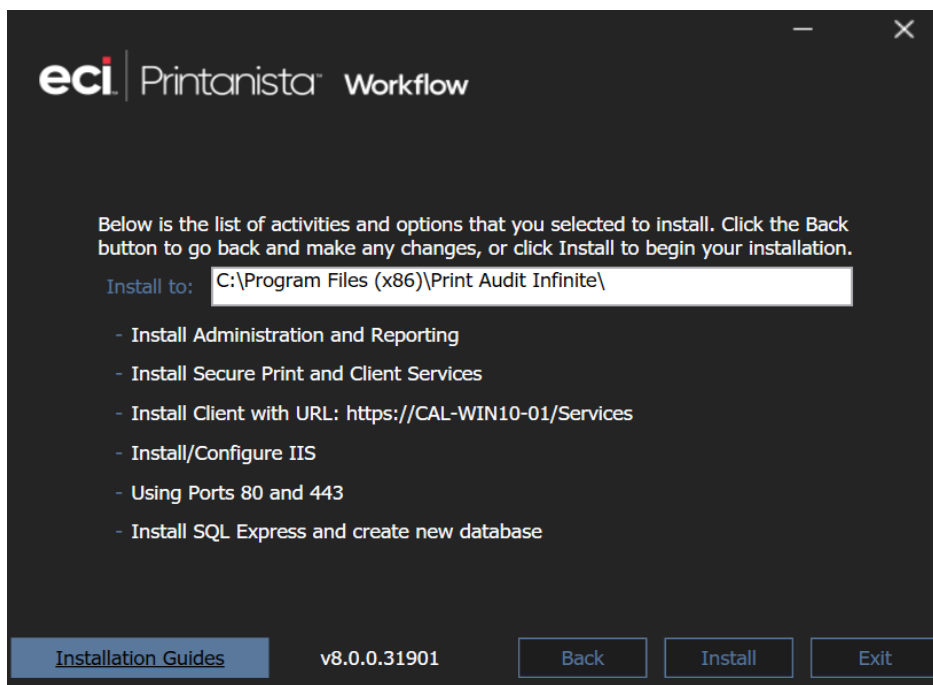 eci. Printanista™ Workflow
Below is the list of activities and options that you selected to install. Click the Back
button to go back and make any changes, or click Install to begin your installation.
Install to: C:\Program Files (x86)\Print Audit Infinite\
- Install Administration and Reporting
- Install Secure Print and Client Services
- Install Client with URL: https://CAL-WIN10-01/Services
- Install/Configure IIS
- Using Ports 80 and 443
- Install SQL Express and create new database
Installation Guides v8.0.0.31901 Back Install Exit